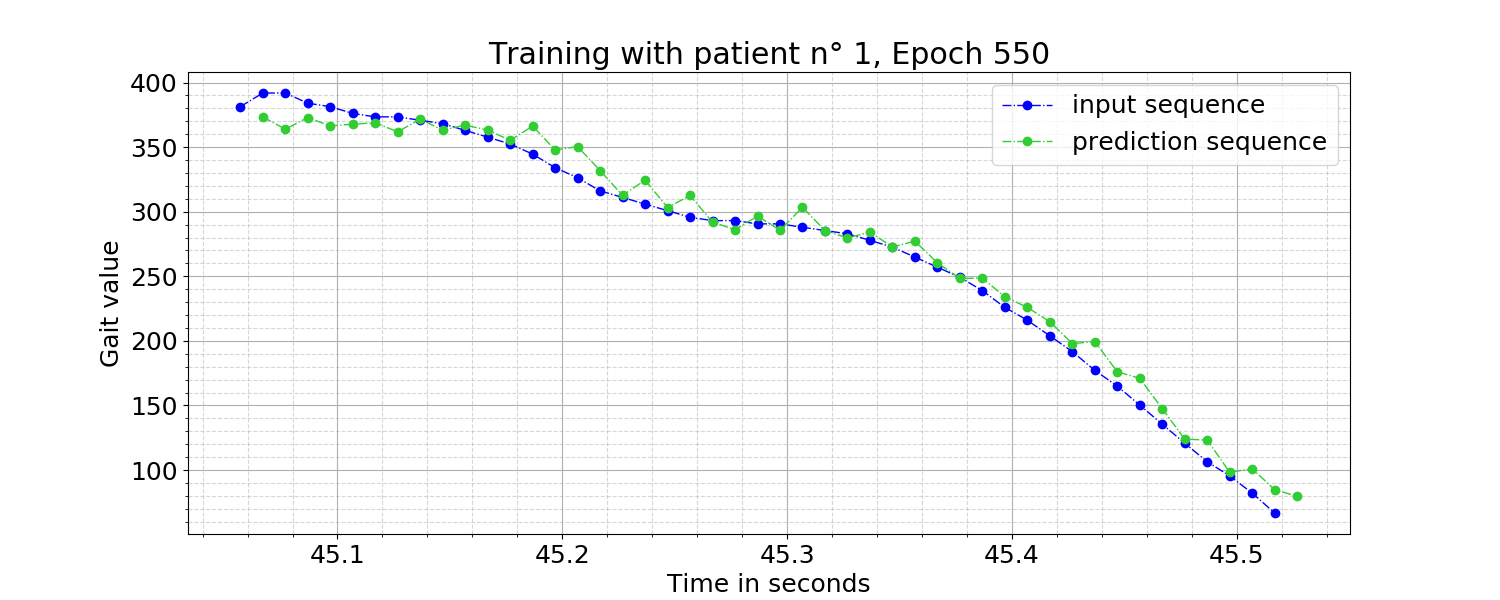 Training with patient n° 1, Epoch 550
input sequence
prediction sequence
Gait value
400
350
300
250
200
150
100
45.1 45.2 45.3 45.4 45.5
Time in seconds